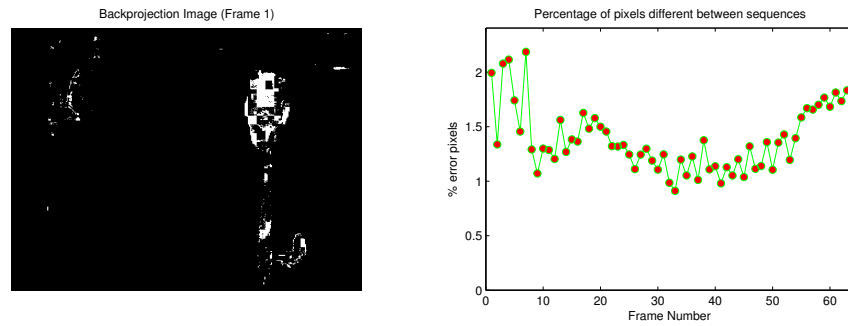 Backprojection Image (Frame 1)
Percentage of pixels different between sequences
2
1.5
1
0.5
0
% error pixels
0 10 20 30 40 50 60
Frame Number